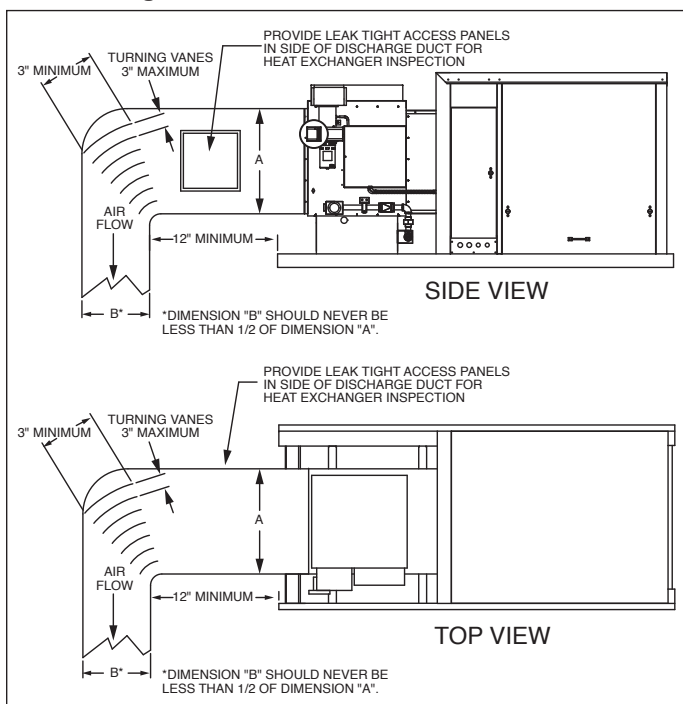 PROVIDE LEAK TIGHT ACCESS PANELS
IN SIDE OF DISCHARGE DUCT FOR
HEAT EXCHANGER INSPECTION
TURNING VANES
3" MAXIMUM
3" MINIMUM
A
AIR
FLOW
12" MINIMUM
SIDE VIEW
B*
*DIMENSION "B" SHOULD NEVER BE
LESS THAN 1/2 OF DIMENSION "A".
PROVIDE LEAK TIGHT ACCESS PANELS
IN SIDE OF DISCHARGE DUCT FOR
HEAT EXCHANGER INSPECTION
TURNING VANES
3" MAXIMUM
3" MINIMUM
A
AIR
FLOW
12" MINIMUM
TOP VIEW
B*
*DIMENSION "B" SHOULD NEVER BE
LESS THAN 1/2 OF DIMENSION "A".